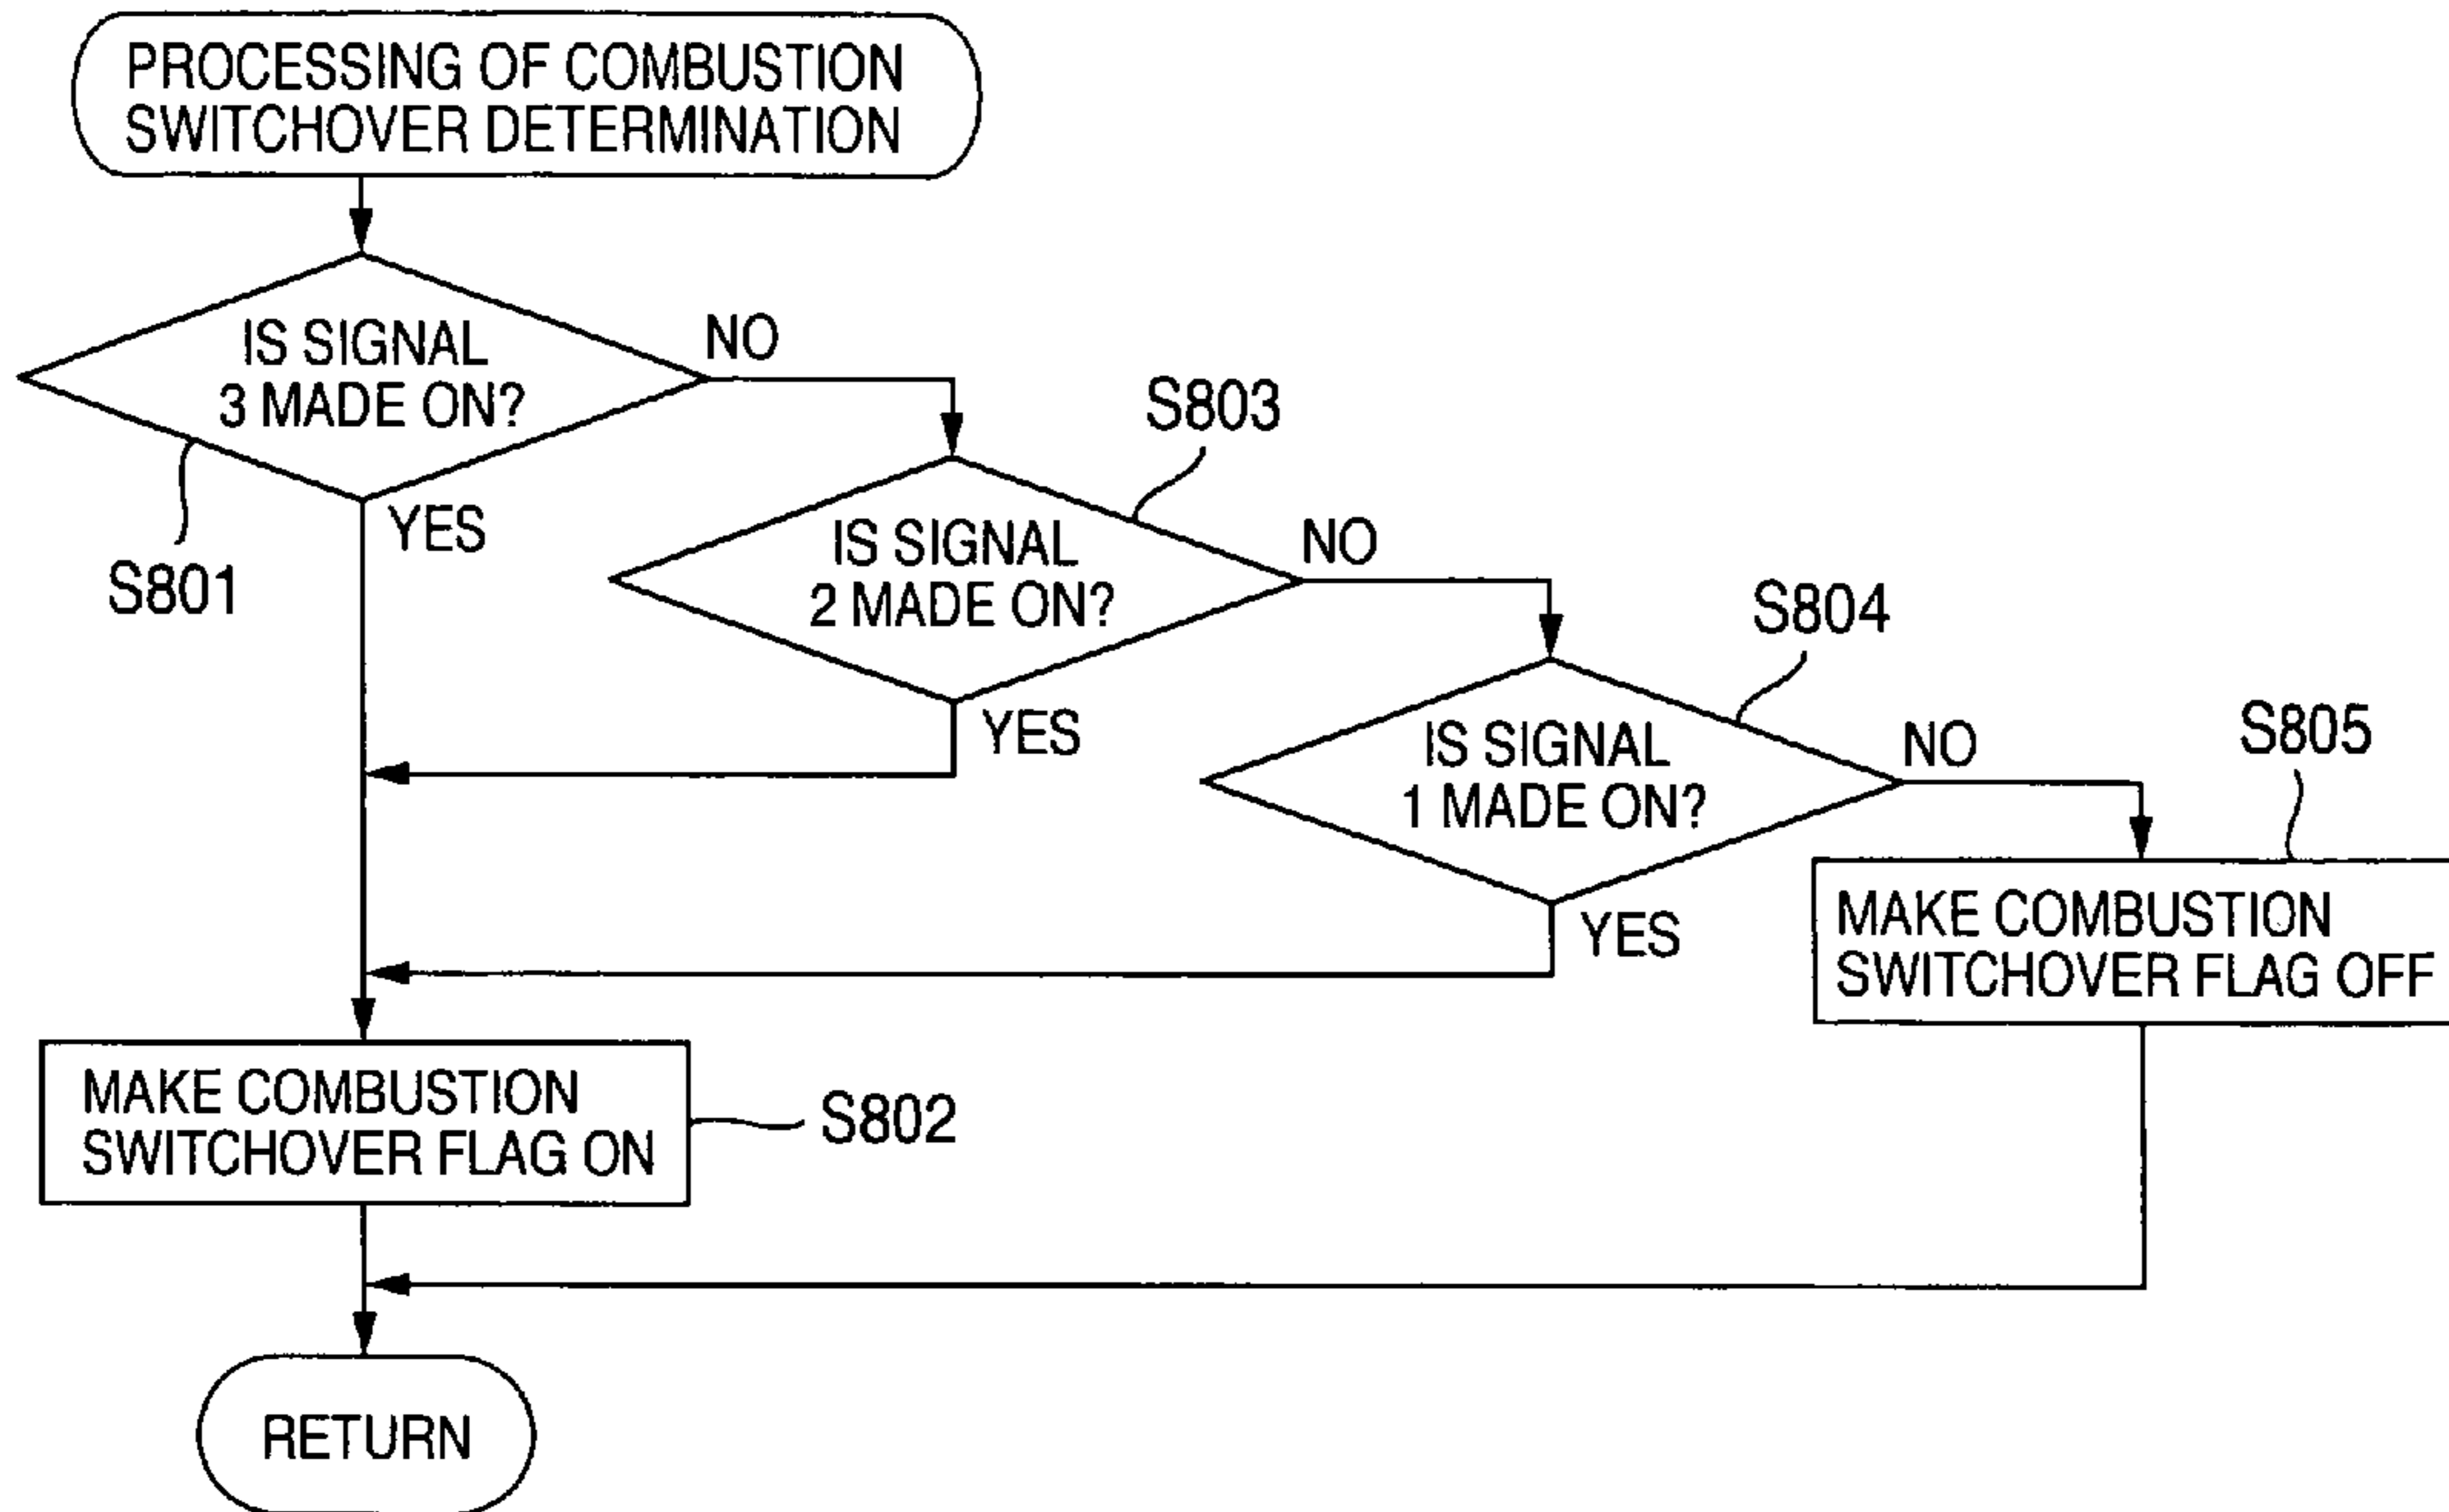 PROCESSING OF COMBUSTION
SWITCHOVER DETERMINATION
IS SIGNAL
3 MADE ON?
NO
YES
S801
S803
IS SIGNAL
2 MADE ON?
NO
YES
S804
IS SIGNAL
1 MADE ON?
NO
YES
S805
MAKE COMBUSTION
SWITCHOVER FLAG OFF
MAKE COMBUSTION
SWITCHOVER FLAG ON
S802
RETURN